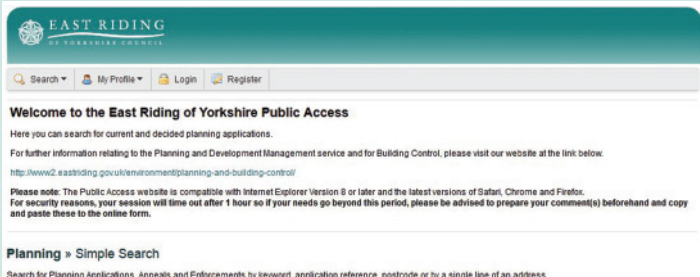 EAST RIDING
OF YORKSHIRE COUNCIL
Search My Profile Login Register
Welcome to the East Riding of Yorkshire Public Access
Here you can search for current and decided planning applications.
For further information relating to the Planning and Development Management service and for Building Control, please visit our website at the link below.
http://www2.eastriding.gov.uk/environment/planning-and-building-control/
Please note: The Public Access website is compatible with Internet Explorer Version 8 or later and the latest versions of Safari, Chrome and Firefox.
For security reasons, your session will time out after 1 hour so if your needs go beyond this period, please be advised to prepare your comment(s) beforehand and copy
and paste these to the online form.
Planning » Simple Search
Search for Planning Applications, Appeals and Enforcements by keyword, application reference, postcode or by a single line of an address.